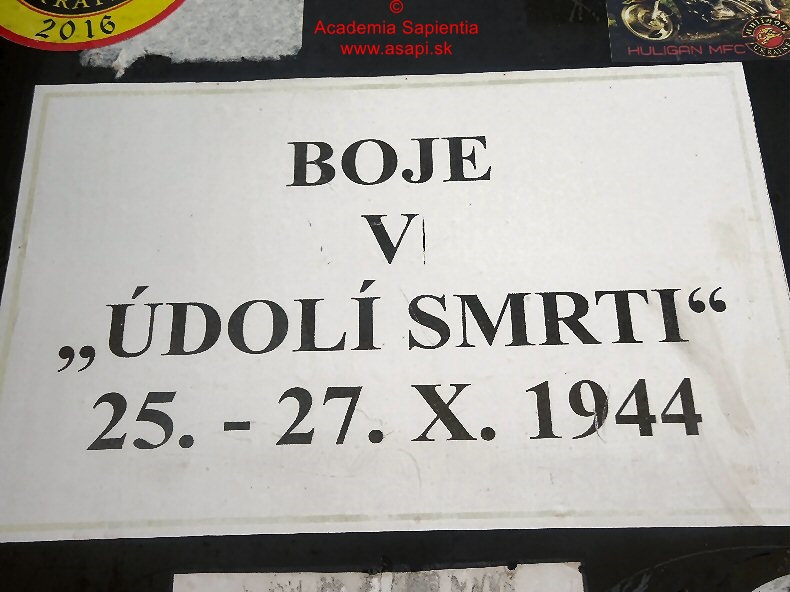 2016
©
Academia Sapientia
www.asapi.sk
HULIGAN MFC
BOJE
V
„ÚDOLÍ SMRTI“
25. - 27. X. 1944